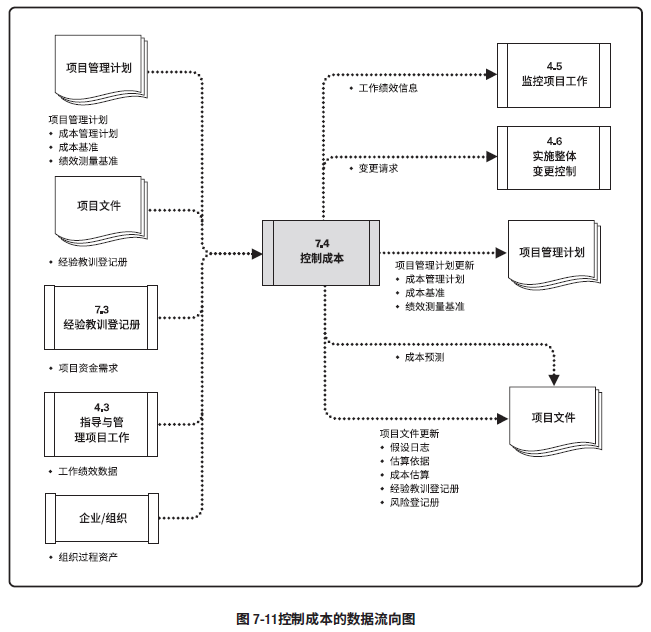 项目管理计划
项目管理计划
◆ 成本管理计划
◆ 成本基准
◆ 绩效测量基准
项目文件
◆ 经验教训登记册
7.3
经验教训登记册
◆ 项目资金需求
4.3
指导与管
理项目工作
◆ 工作绩效数据
企业/组织
◆ 组织过程资产
7.4
控制成本
◆ 工作绩效信息
4.5
监控项目工作
◆ 变更请求
4.6
实施整体
变更控制
项目管理计划
项目管理计划更新
◆ 成本管理计划
◆ 成本基准
◆ 绩效测量基准
◆ 成本预测
项目文件
项目文件更新
◆ 假设日志
◆ 估算依据
◆ 成本估算
◆ 经验教训登记册
◆ 风险登记册
图 7-11控制成本的数据流向图